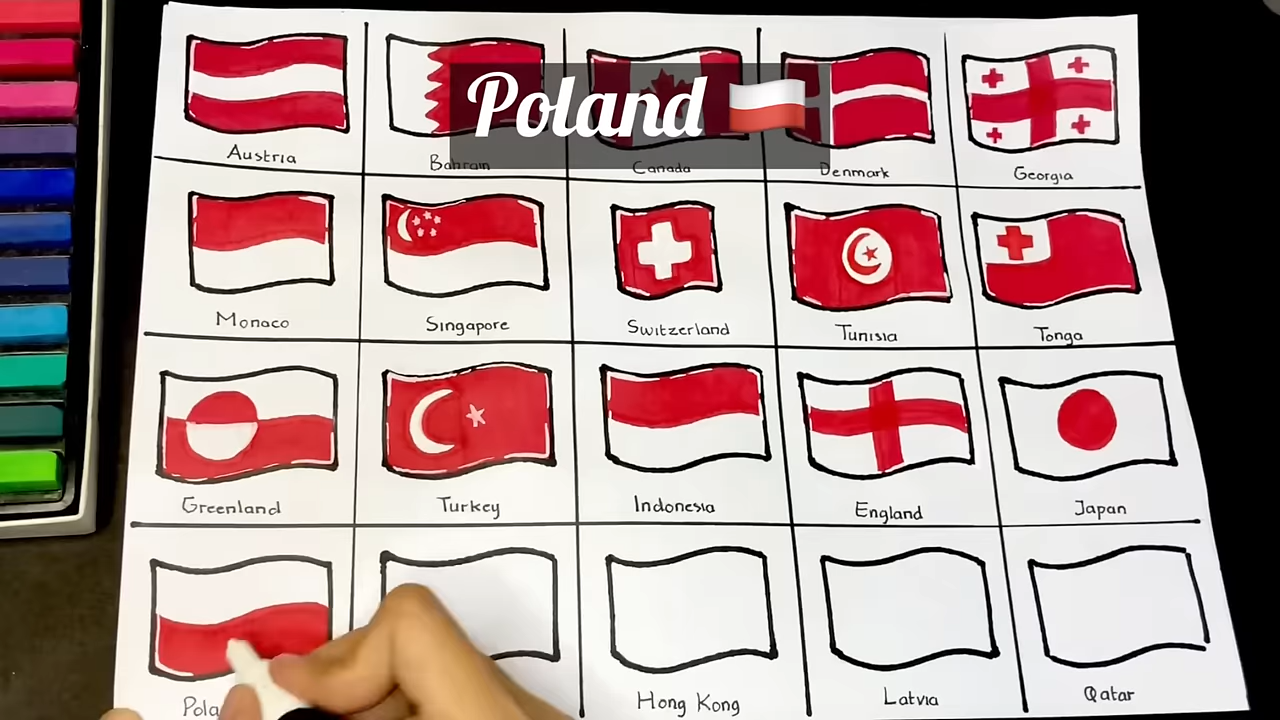 Poland
Austria
Bahrain
Canada
Denmark
Georgia
Monaco
Singapore
Switzerland
Tunisia
Tonga
Greenland
Turkey
Indonesia
England
Japan
Hong Kong
Latvia
Qatar